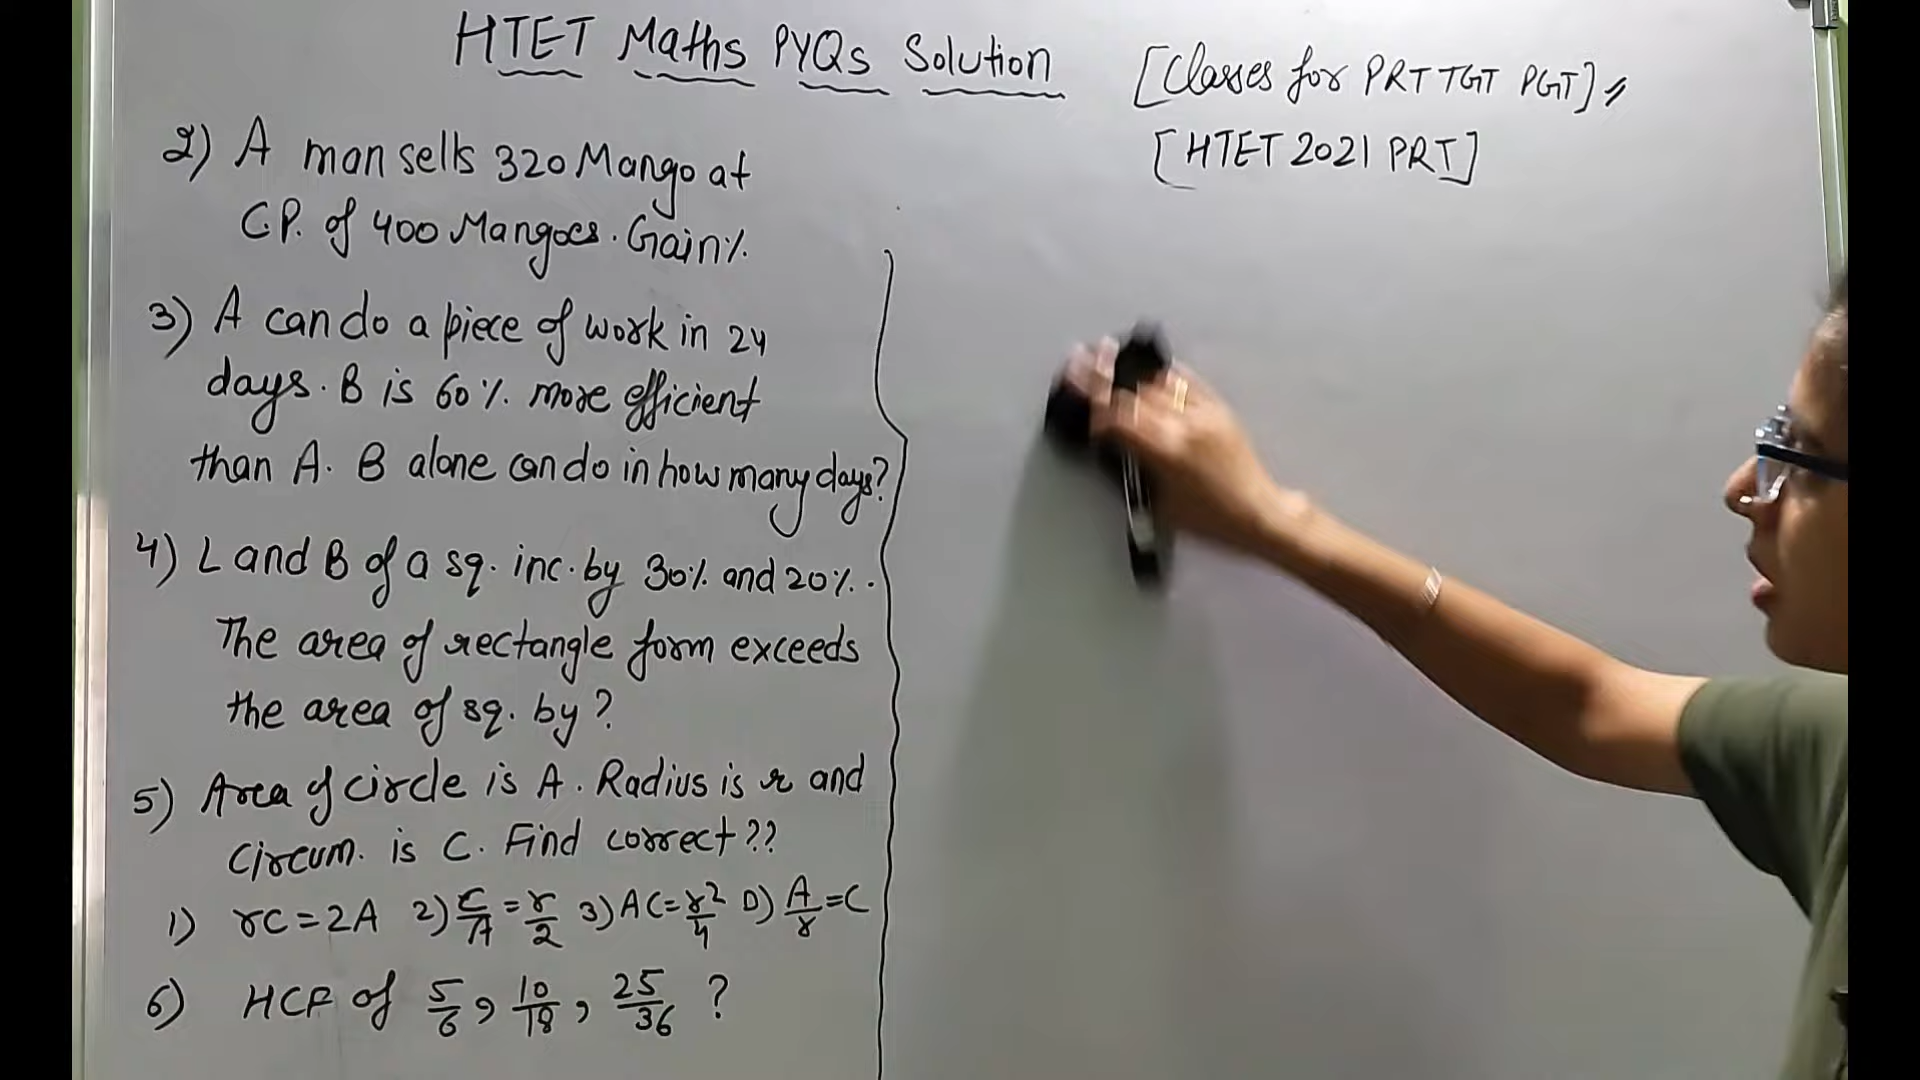 HTET Maths PYQs Solution
[Classes for PRT TGT PGT]
[HTET 2021 PRT]
2) A man sells 320 Mango at
C.P. of 400 Mangoes. Gain%.
3) A can do a piece of work in 24
days. B is 60%. more efficient
than A. B alone can do in how many days?
4) L and B of a sq. inc. by 30% and 20%.
The area of rectangle form exceeds
the area of sq. by?
5) Area of circle is A. Radius is r and
Circum. is C. Find correct??
1) rC=2A 2) C/A=r/2 3) AC=r²/4 D) A/r=C
6) HCF of 5/6, 10/18, 25/36 ?